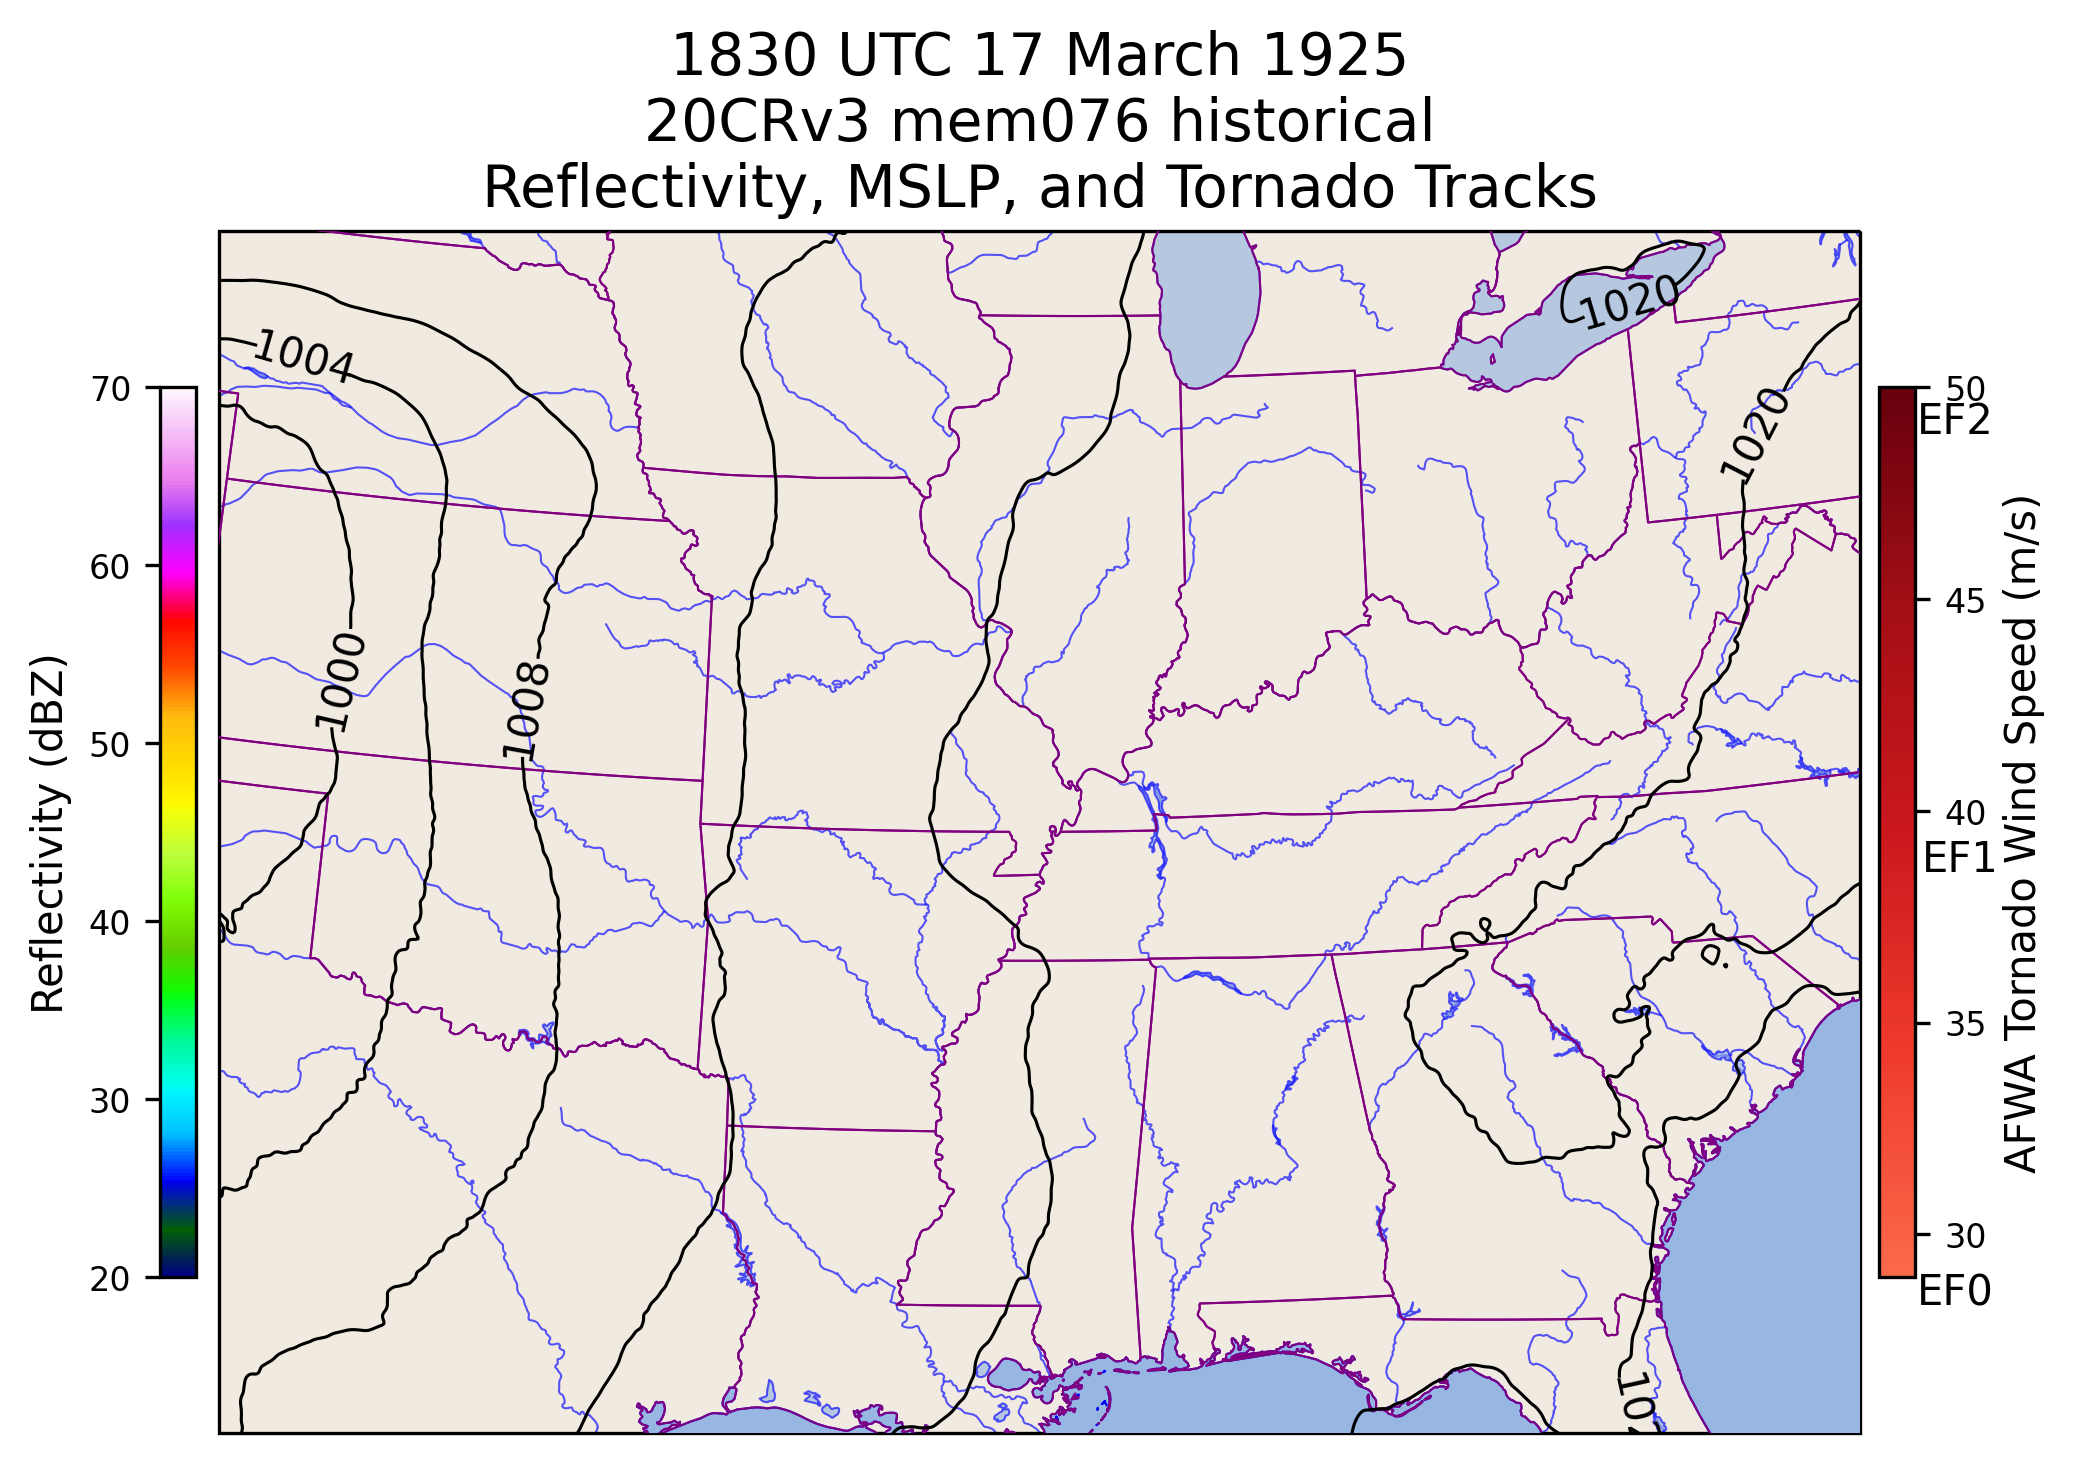 1830 UTC 17 March 1925
20CRv3 mem076 historical
Reflectivity, MSLP, and Tornado Tracks
1020
1004
1020
1000
1008
70
60
50
40
30
20
Reflectivity (dBZ)
50
EF2
45
40
EF1
35
30
EF0
AFWA Tornado Wind Speed (m/s)